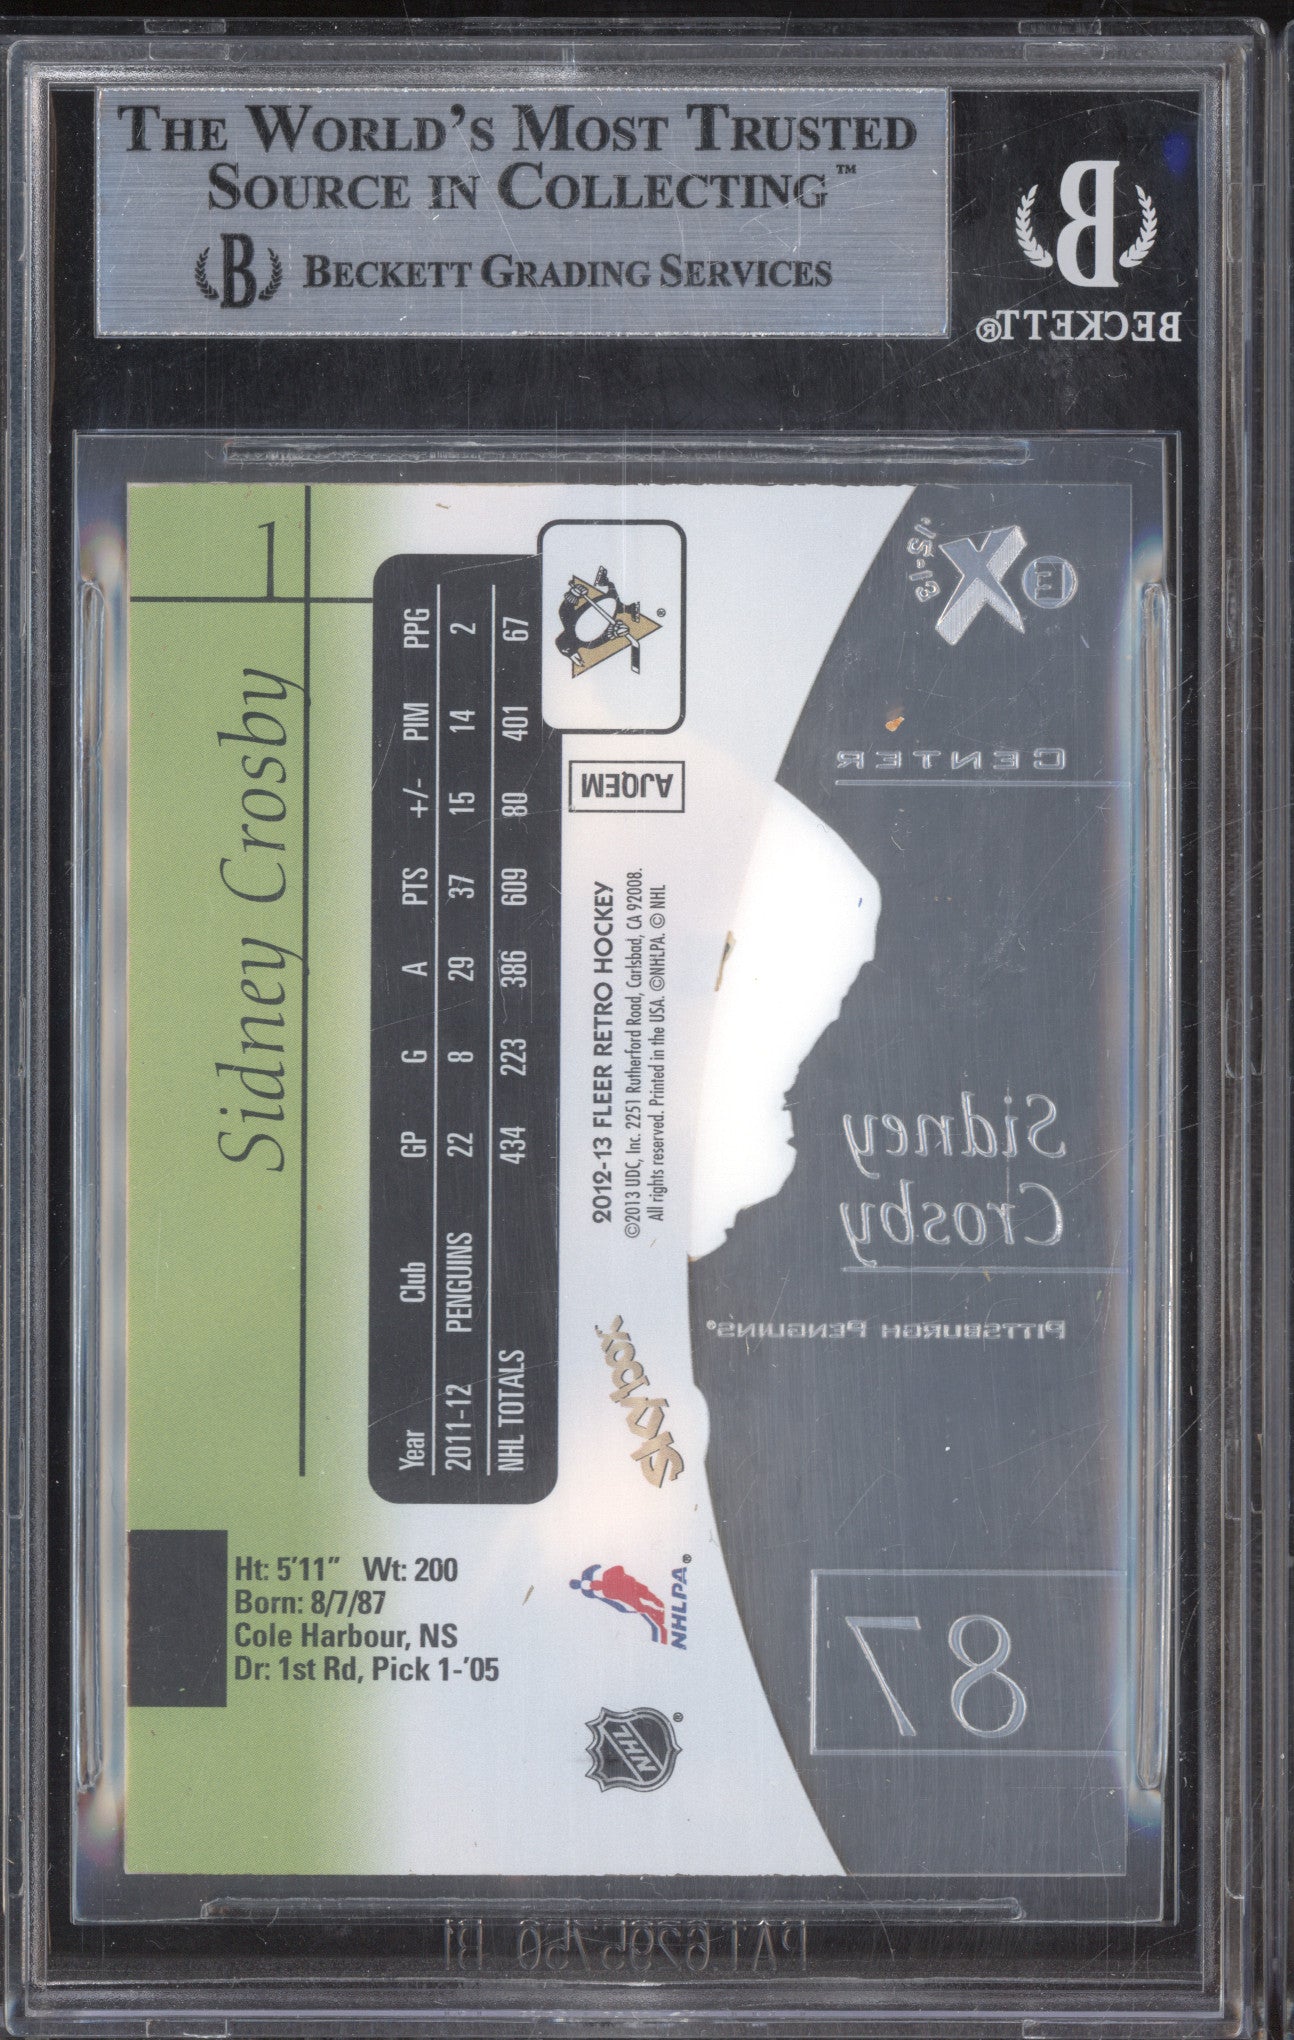 THE WORLD'S MOST TRUSTED
SOURCE IN COLLECTING™
B BECKETT GRADING SERVICES
B
BECKETT®
1
Sidney Crosby
Year Club GP G A PTS +/- PIM PPG
2011-12 PENGUINS 22 8 29 37 15 14 2
NHL TOTALS 434 223 386 609 80 401 67
®
AJQEM
2012-13 FLEER RETRO HOCKEY
©2013 UDC, Inc. 2251 Rutherford Road, Carlsbad, CA 92008.
All rights reserved. Printed in the USA. ©NHLPA. © NHL
skybox
NHLPA®
NHL®
Ht: 5'11" Wt: 200
Born: 8/7/87
Cole Harbour, NS
Dr: 1st Rd, Pick 1-'05
E X
'12-'13
CENTER
Sidney
Crosby
PITTSBURGH PENGUINS®
87